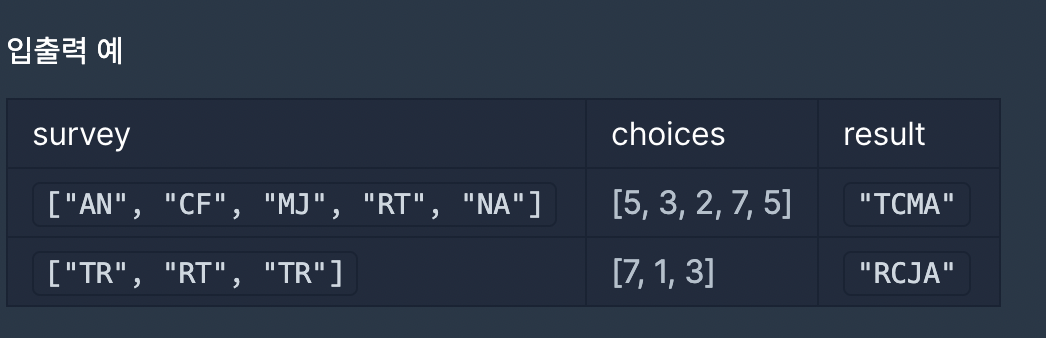 입출력 예
survey choices result
["AN", "CF", "MJ", "RT", "NA"] [5, 3, 2, 7, 5] "TCMA"
["TR", "RT", "TR"] [7, 1, 3] "RCJA"